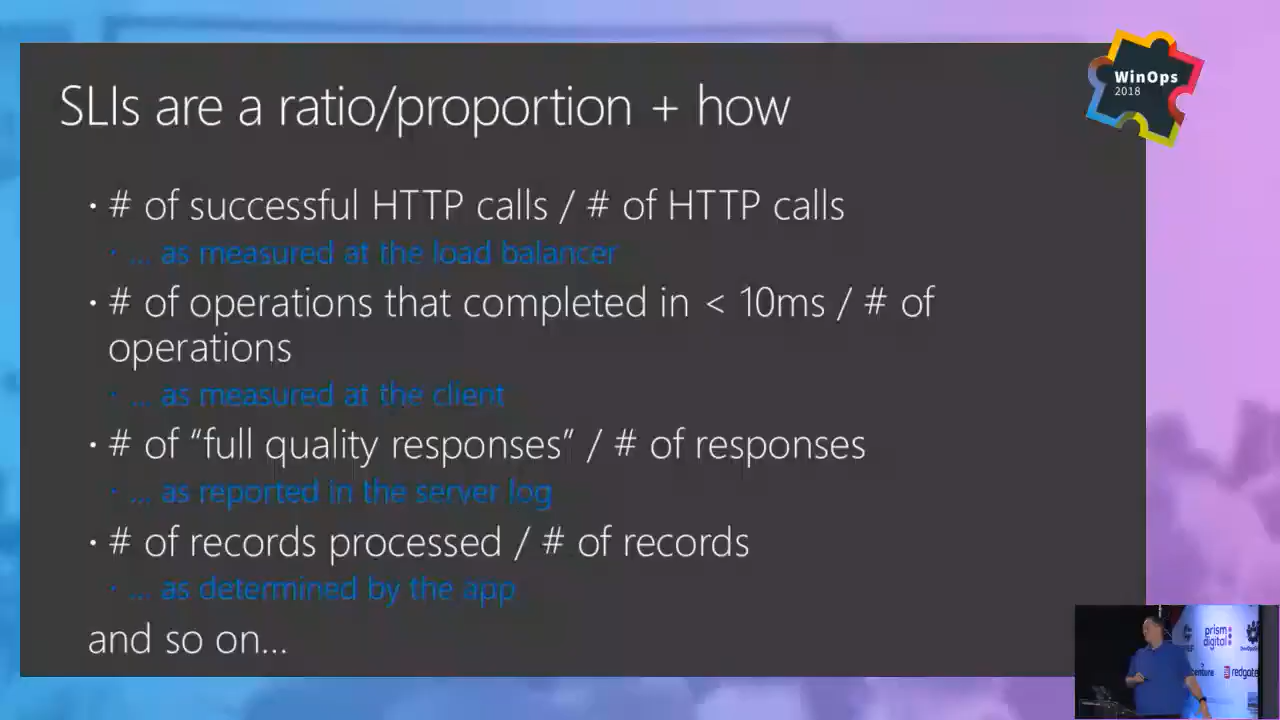 WinOps
2018
SLIs are a ratio/proportion + how
· # of successful HTTP calls / # of HTTP calls
· ... as measured at the load balancer
· # of operations that completed in < 10ms / # of
operations
· ... as measured at the client
· # of “full quality responses” / # of responses
· ... as reported in the server log
· # of records processed / # of records
· ... as determined by the app
and so on...
prism
digital
redgate